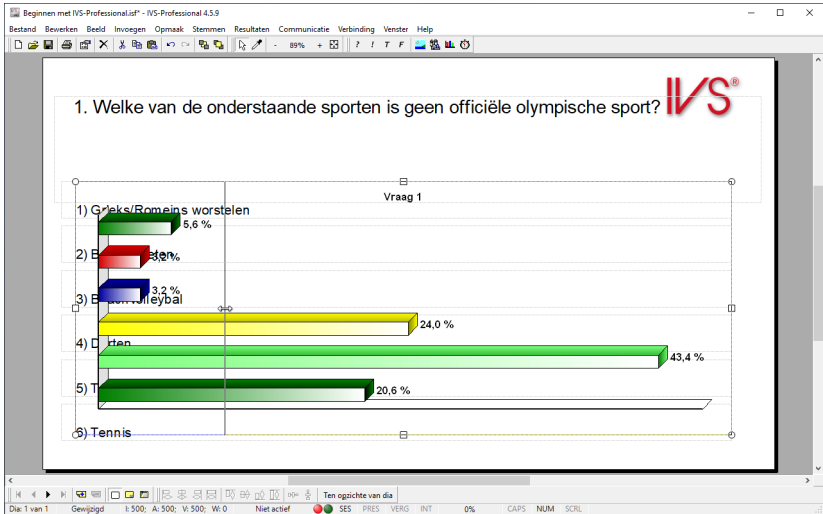 Beginnen met IVS-Professional.isf* - IVS-Professional 4.5.9
Bestand Bewerken Beeld Invoegen Opmaak Stemmen Resultaten Communicatie Verbinding Venster Help
- 89% + ? ! T F
IVS®
1. Welke van de onderstaande sporten is geen officiële olympische sport?
Vraag 1
1) Grieks/Romeins worstelen
5,6 %
2) B
3,2 %
3,2 %
3) Beachvolleybal
24,0 %
4) Darten
43,4 %
5) T
20,6 %
6) Tennis
Ten opzichte van dia
Dia: 1 van 1 Gewijzigd I: 500; A: 500; V: 500; W: 0 Niet actief SES PRES VERG INT 0% CAPS NUM SCRL